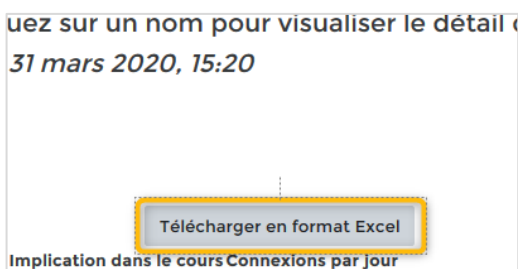 uez sur un nom pour visualiser le détail
31 mars 2020, 15:20
Télécharger en format Excel
Implication dans le cours Connexions par jour